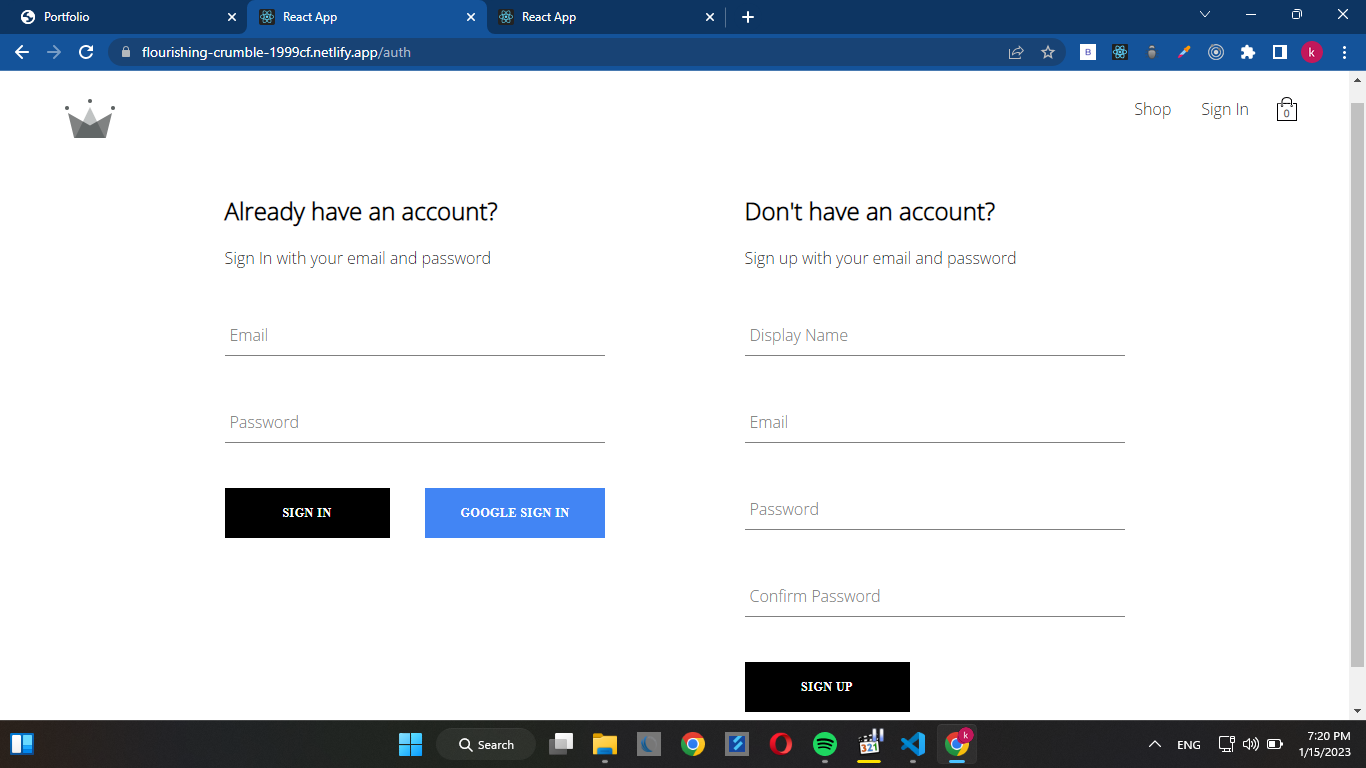 Portfolio
React App
React App
flourishing-crumble-1999cf.netlify.app/auth
B
k
Shop
Sign In
0
Already have an account?
Don't have an account?
Sign In with your email and password
Sign up with your email and password
Email
Display Name
Password
Email
SIGN IN
GOOGLE SIGN IN
Password
Confirm Password
SIGN UP
Search
321
k
ENG
7:20 PM
1/15/2023